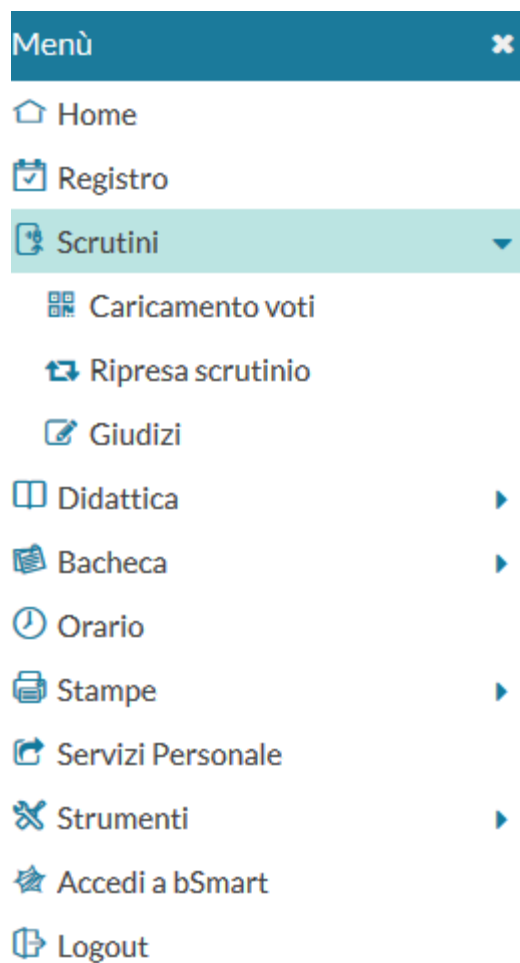 Menù
Home
Registro
Scrutini
Caricamento voti
Ripresa scrutinio
Giudizi
Didattica
Bacheca
Orario
Stampe
Servizi Personale
Strumenti
Accedi a bSmart
Logout